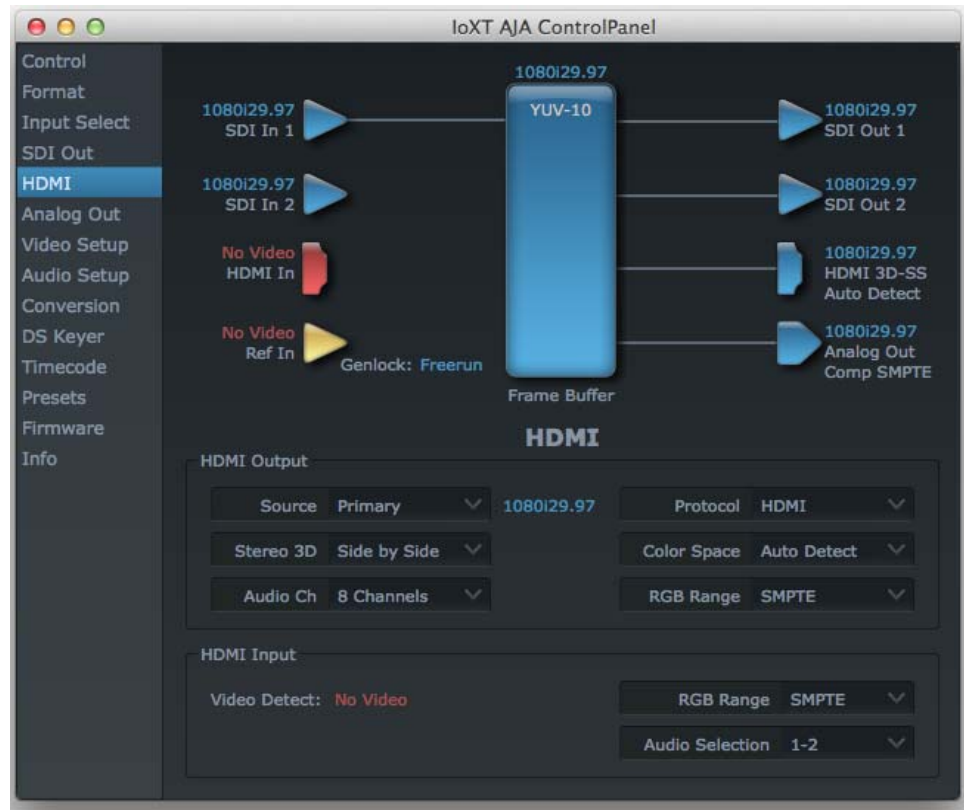 IoXT AJA ControlPanel
Control
Format
Input Select
SDI Out
HDMI
Analog Out
Video Setup
Audio Setup
Conversion
DS Keyer
Timecode
Presets
Firmware
Info
1080i29.97
YUV-10
Frame Buffer
1080i29.97
SDI In 1
1080i29.97
SDI In 2
No Video
HDMI In
No Video
Ref In
Genlock: Freerun
1080i29.97
SDI Out 1
1080i29.97
SDI Out 2
1080i29.97
HDMI 3D-SS
Auto Detect
1080i29.97
Analog Out
Comp SMPTE
HDMI
HDMI Output
Source Primary 1080i29.97 Protocol HDMI
Stereo 3D Side by Side Color Space Auto Detect
Audio Ch 8 Channels RGB Range SMPTE
HDMI Input
Video Detect: No Video RGB Range SMPTE
Audio Selection 1-2